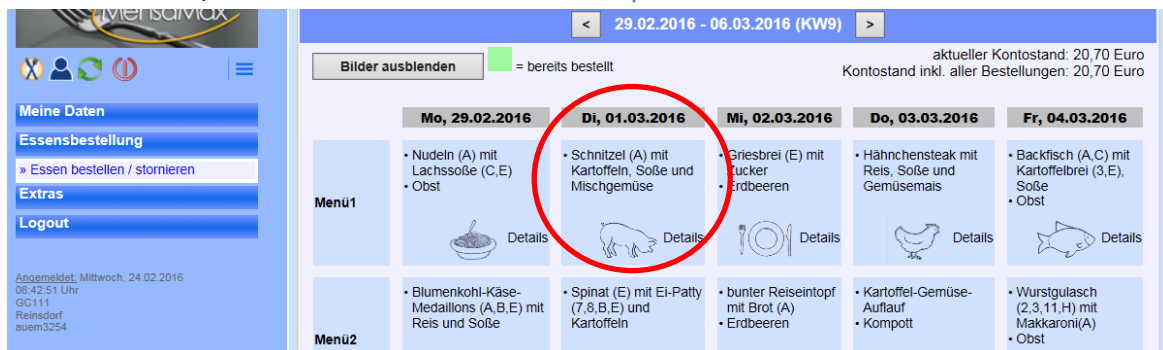 MensaMax
< 29.02.2016 - 06.03.2016 (KW9) >
Bilder ausblenden = bereits bestellt
aktueller Kontostand: 20,70 Euro
Kontostand inkl. aller Bestellungen: 20,70 Euro
Meine Daten
Essensbestellung
» Essen bestellen / stornieren
Extras
Logout
Angemeldet: Mittwoch, 24.02.2016
08:42:51 Uhr
GC111
Reinsdorf
auem3254
Mo, 29.02.2016
Di, 01.03.2016
Mi, 02.03.2016
Do, 03.03.2016
Fr, 04.03.2016
Menü1
• Nudeln (A) mit
Lachssoße (C,E)
• Obst
Details
• Schnitzel (A) mit
Kartoffeln, Soße und
Mischgemüse
Details
• Griesbrei (E) mit
Zucker
• Erdbeeren
Details
• Hähnchensteak mit
Reis, Soße und
Gemüsemais
Details
• Backfisch (A,C) mit
Kartoffelbrei (3,E),
Soße
• Obst
Details
Menü2
• Blumenkohl-Käse-
Medaillons (A,B,E) mit
Reis und Soße
• Spinat (E) mit Ei-Patty
(7,8,B,E) und
Kartoffeln
• bunter Reiseintopf
mit Brot (A)
• Erdbeeren
• Kartoffel-Gemüse-
Auflauf
• Kompott
• Wurstgulasch
(2,3,11,H) mit
Makkaroni(A)
• Obst